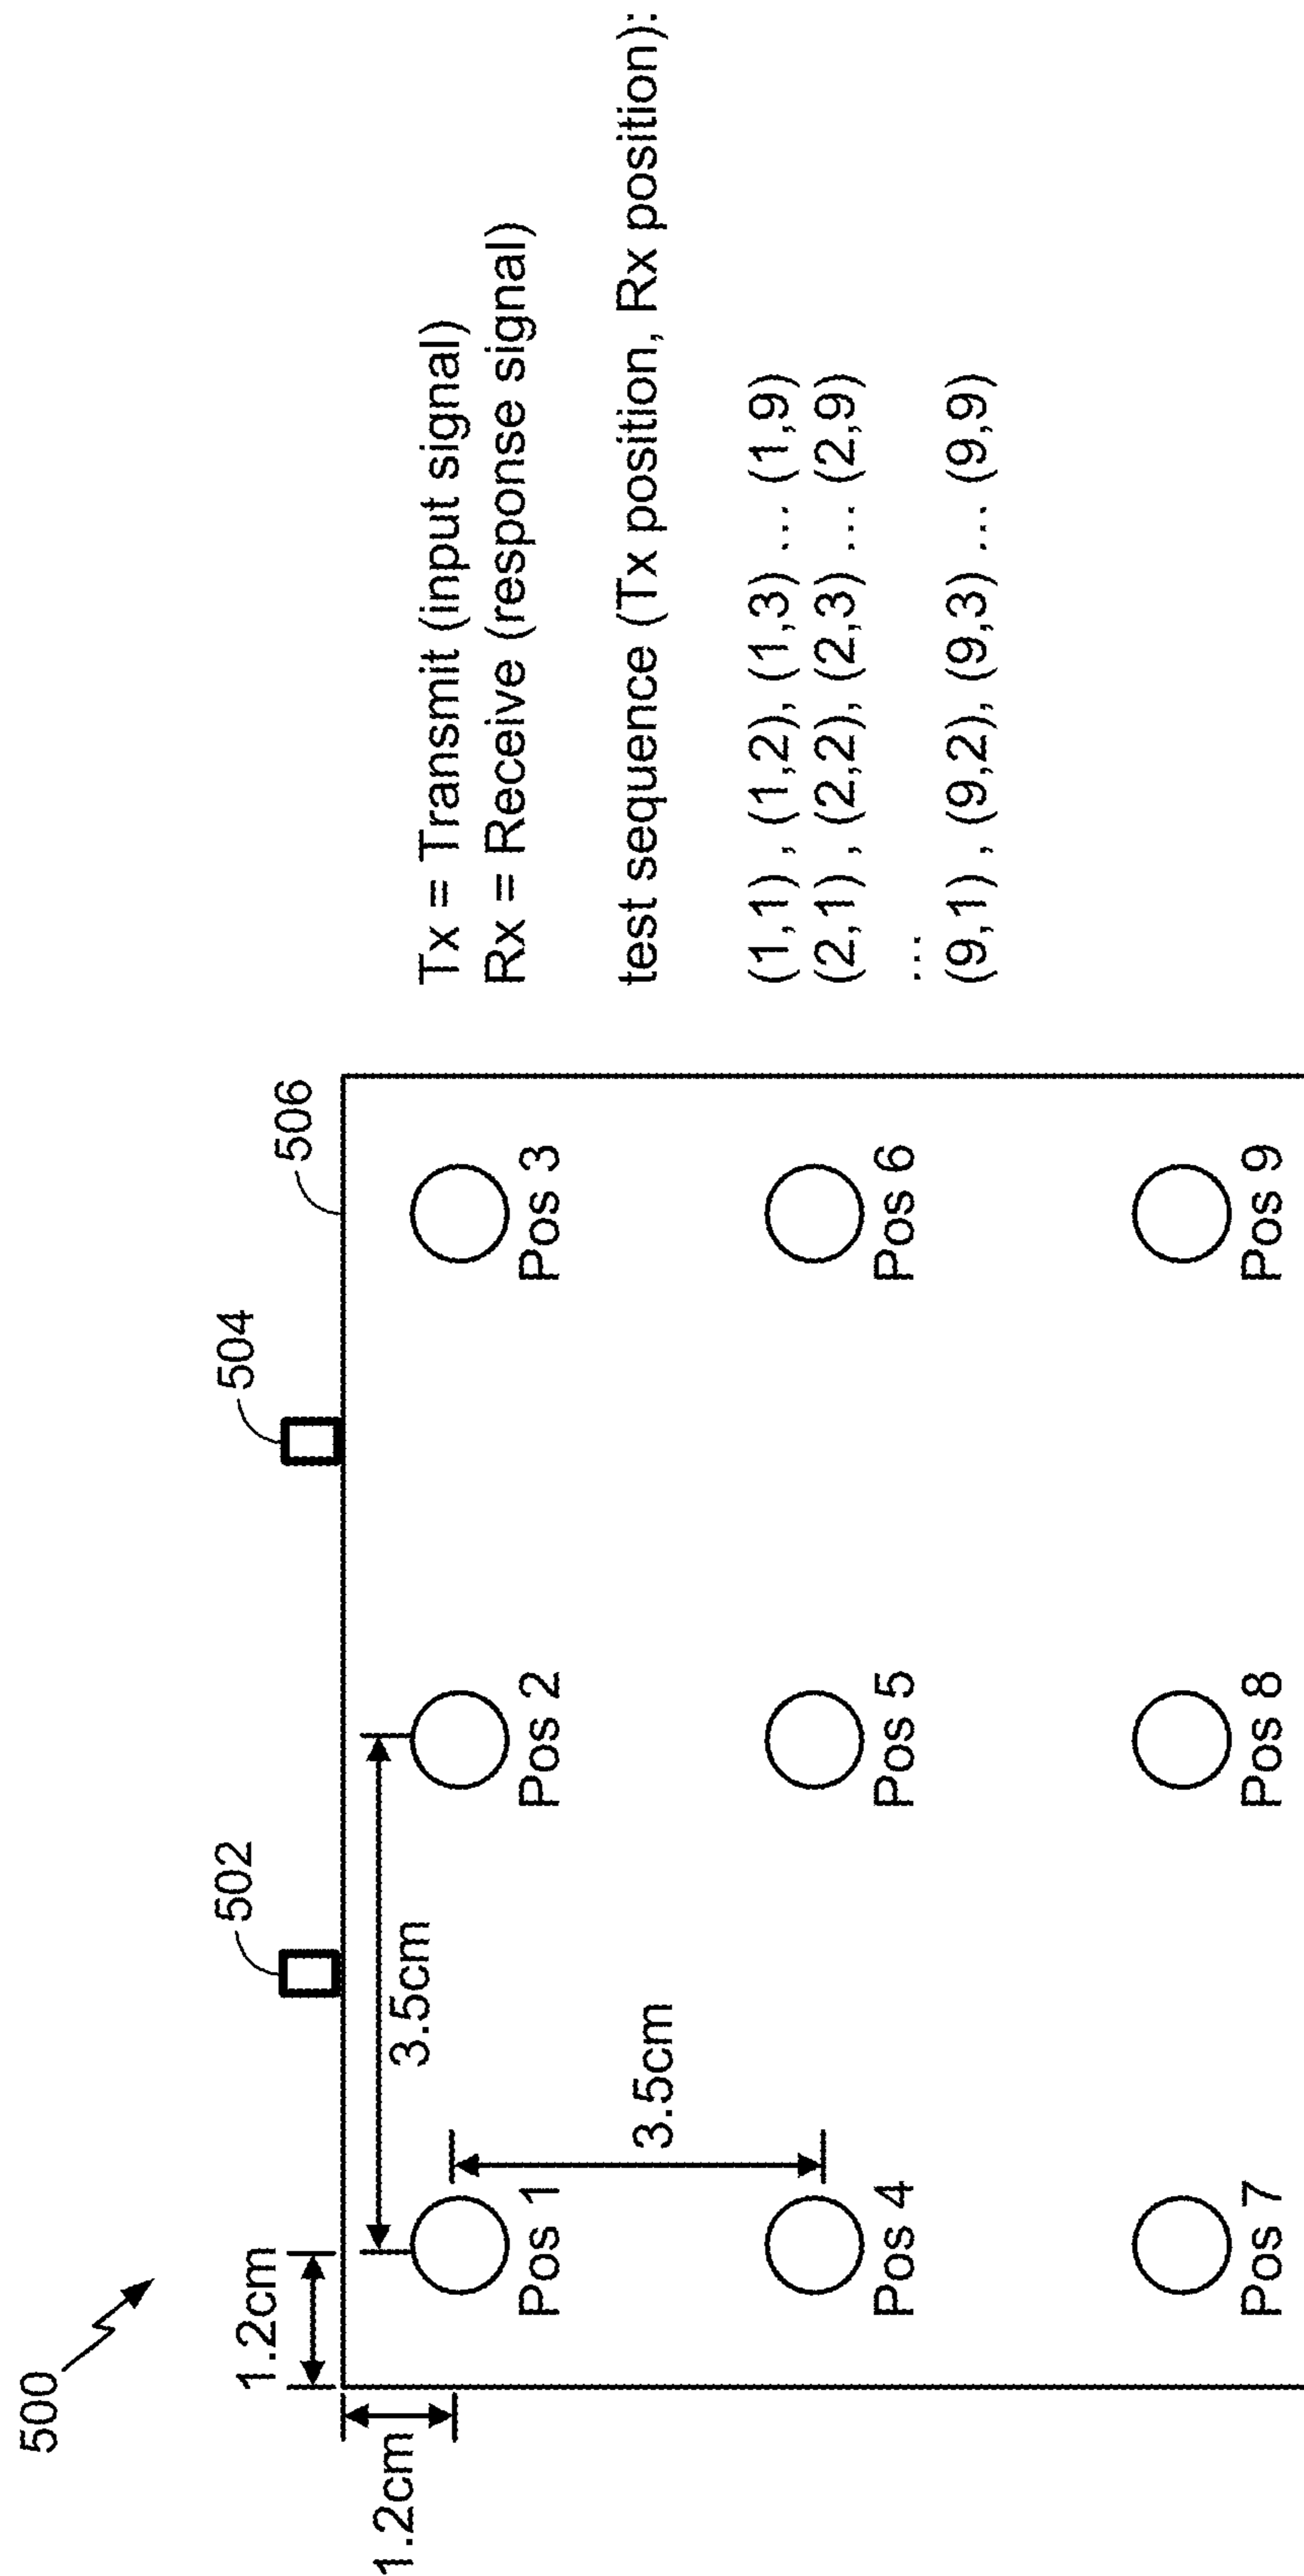 500
502
504
506
1.2cm
1.2cm
3.5cm
3.5cm
Pos 1
Pos 2
Pos 3
Pos 4
Pos 5
Pos 6
Pos 7
Pos 8
Pos 9
Tx = Transmit (input signal)
Rx = Receive (response signal)
test sequence (Tx position, Rx position):
(1,1) , (1,2), (1,3) ... (1,9)
(2,1) , (2,2), (2,3) ... (2,9)
...
(9,1) , (9,2), (9,3) ... (9,9)